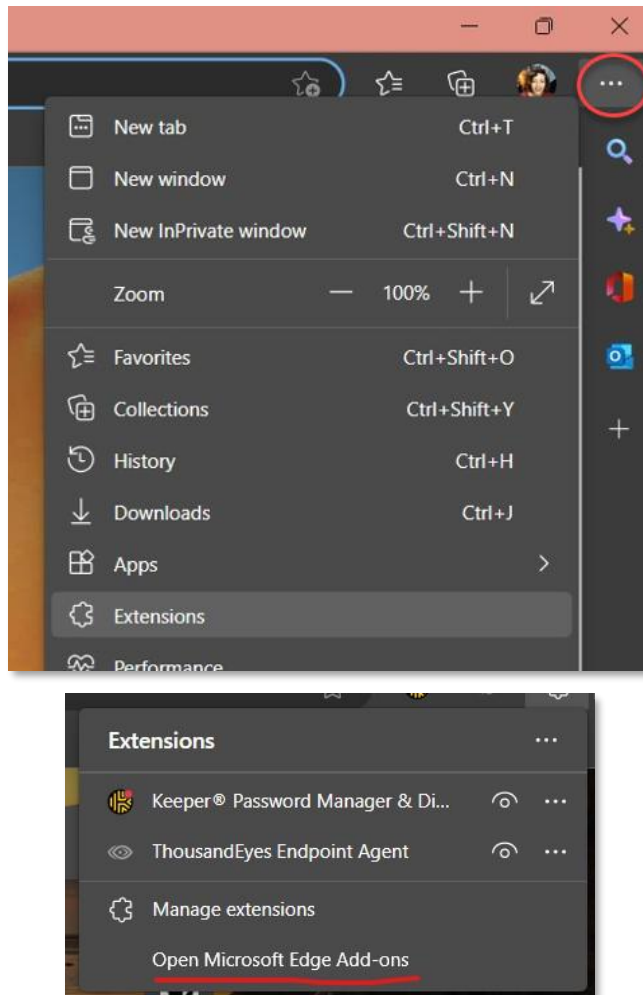 New tab Ctrl+T
New window Ctrl+N
New InPrivate window Ctrl+Shift+N
Zoom — 100% +
Favorites Ctrl+Shift+O
Collections Ctrl+Shift+Y
History Ctrl+H
Downloads Ctrl+J
Apps
Extensions
Performance
Extensions
Keeper® Password Manager & Di...
ThousandEyes Endpoint Agent
Manage extensions
Open Microsoft Edge Add-ons